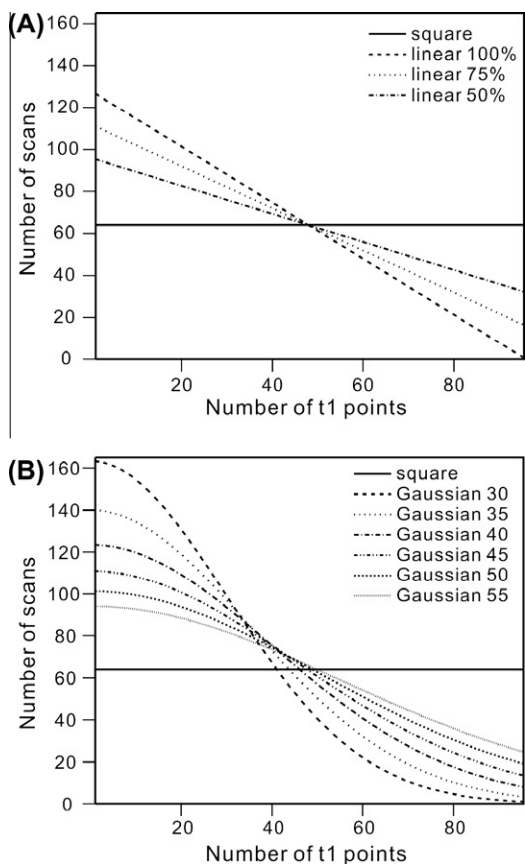 (A)
160
140
120
100
80
60
40
20
0
Number of scans
square
linear 100%
linear 75%
linear 50%
20 40 60 80
Number of t1 points
(B)
160
140
120
100
80
60
40
20
0
Number of scans
square
Gaussian 30
Gaussian 35
Gaussian 40
Gaussian 45
Gaussian 50
Gaussian 55
20 40 60 80
Number of t1 points